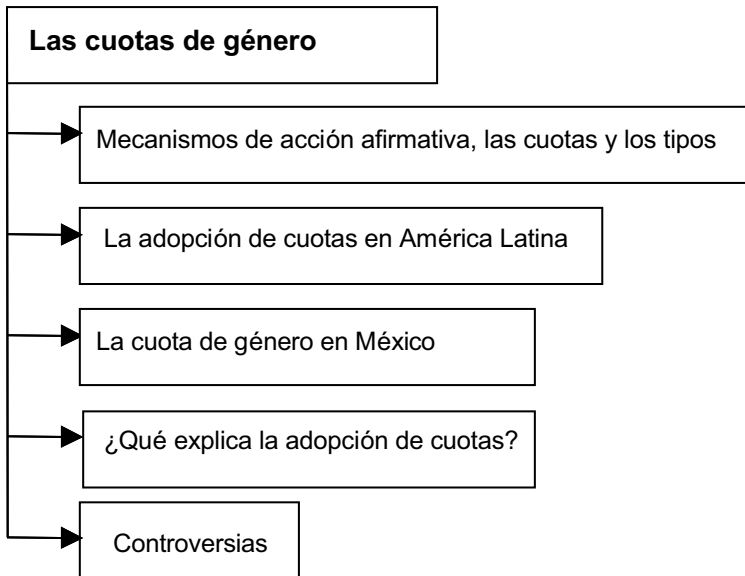 Las cuotas de género
Mecanismos de acción afirmativa, las cuotas y los tipos
La adopción de cuotas en América Latina
La cuota de género en México
¿Qué explica la adopción de cuotas?
Controversias